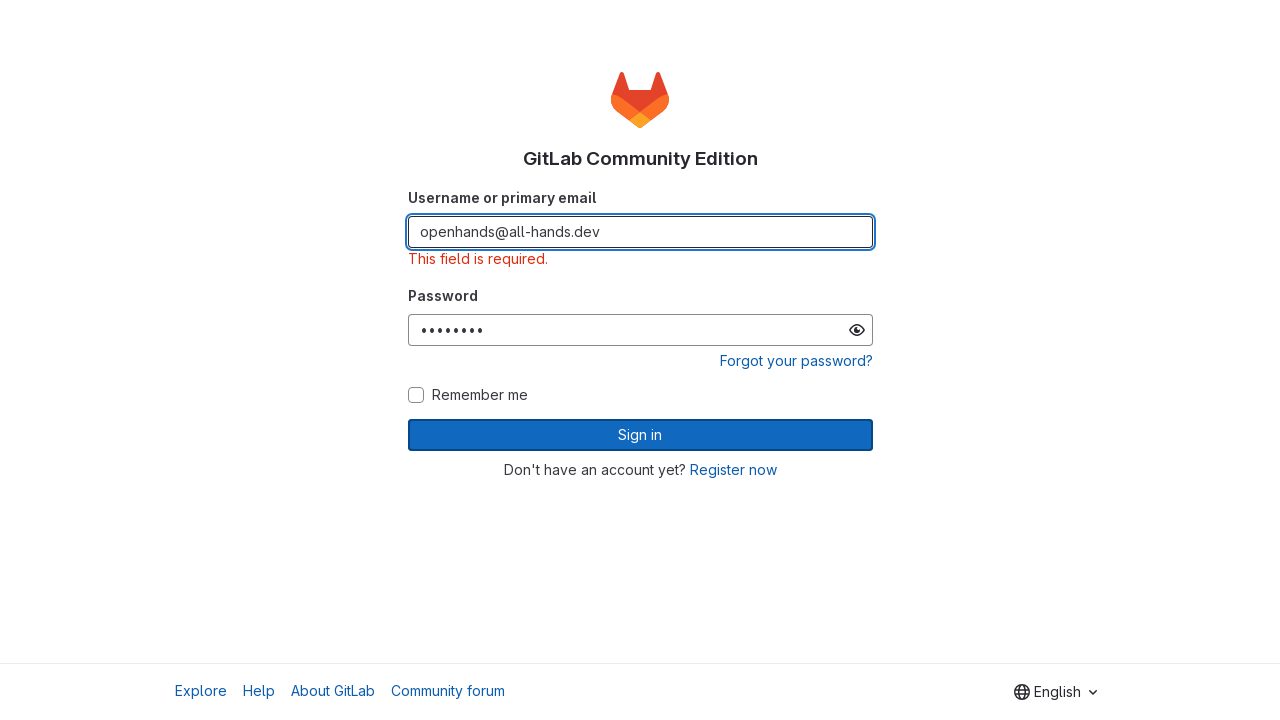 GitLab Community Edition
Username or primary email
openhands@all-hands.dev
This field is required.
Password
••••••••
Forgot your password?
Remember me
Sign in
Don't have an account yet? Register now
Explore Help About GitLab Community forum English